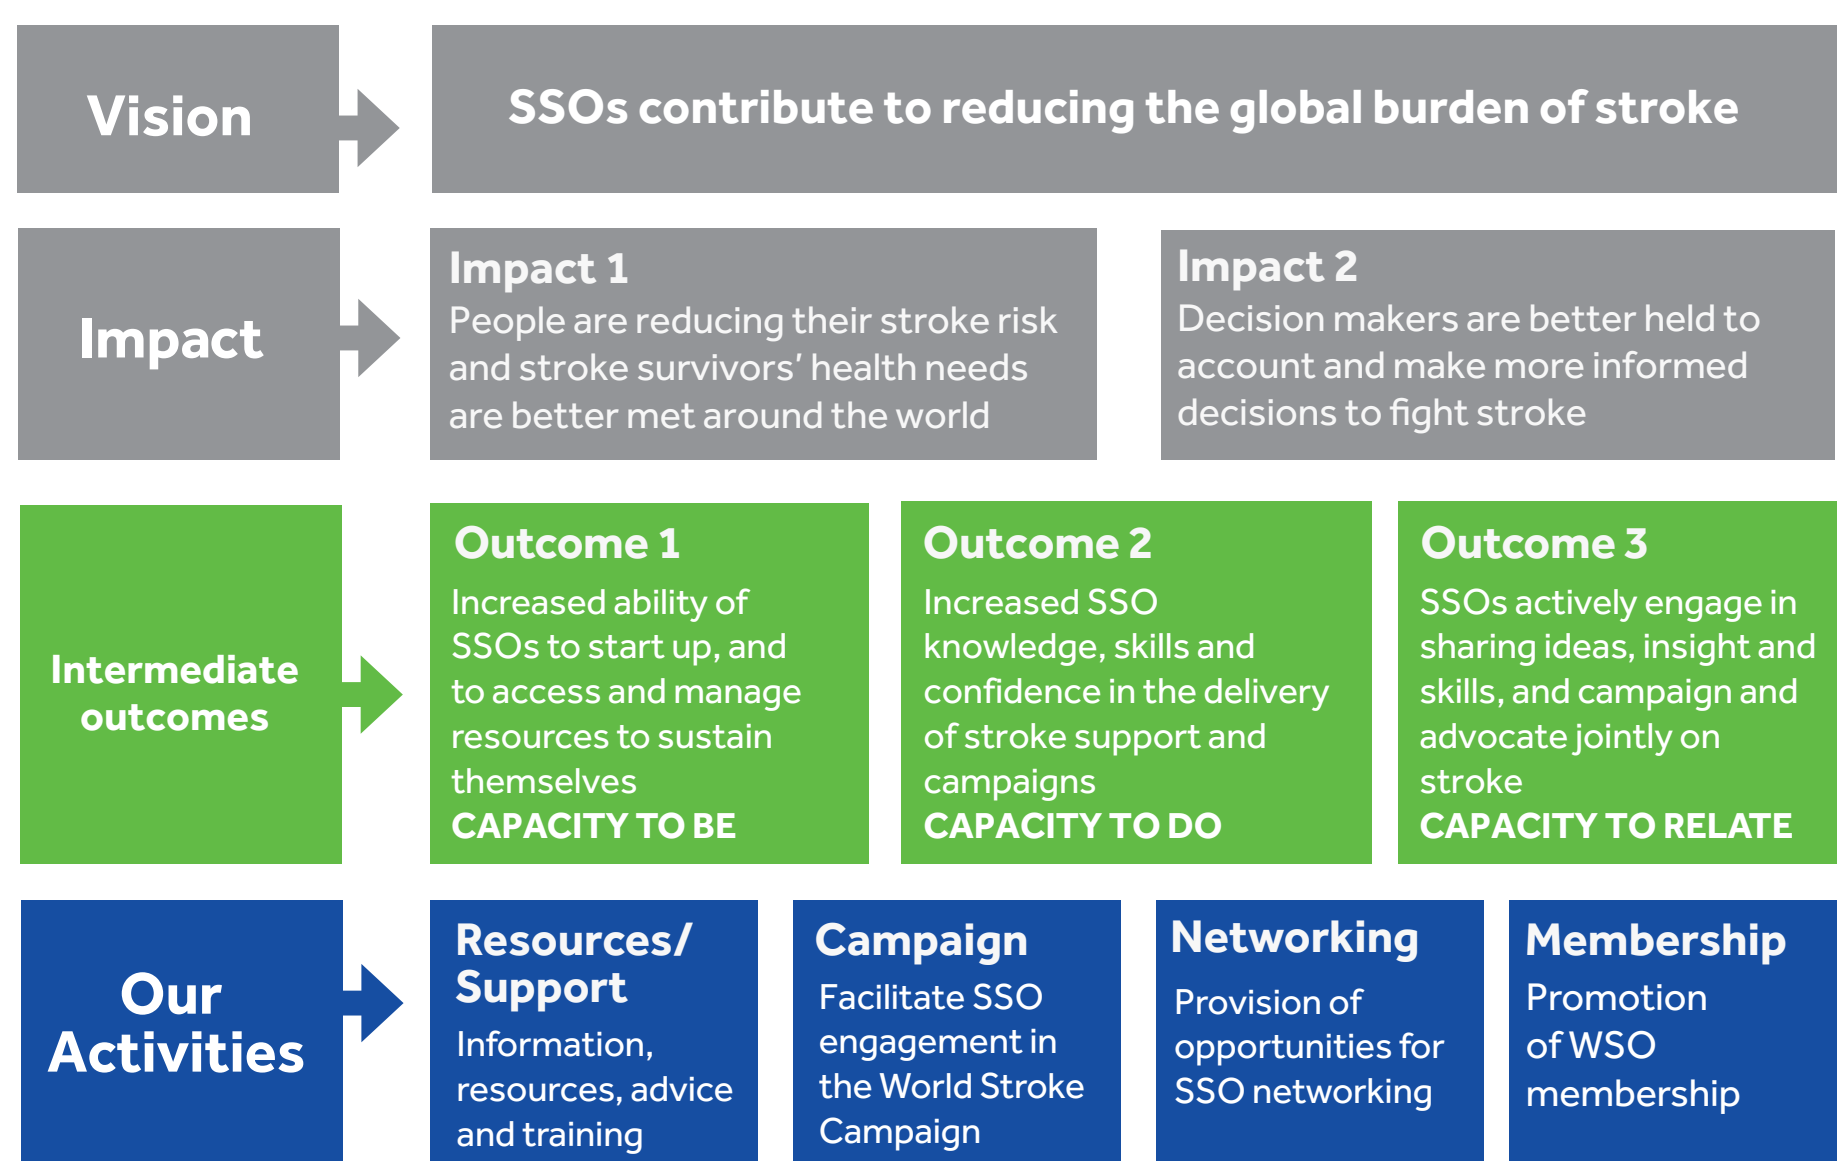 Vision
SSOs contribute to reducing the global burden of stroke
Impact
Impact 1
People are reducing their stroke risk
and stroke survivors’ health needs
are better met around the world
Impact 2
Decision makers are better held to
account and make more informed
decisions to fight stroke
Intermediate
outcomes
Outcome 1
Increased ability of
SSOs to start up, and
to access and manage
resources to sustain
themselves
CAPACITY TO BE
Outcome 2
Increased SSO
knowledge, skills and
confidence in the delivery
of stroke support and
campaigns
CAPACITY TO DO
Outcome 3
SSOs actively engage in
sharing ideas, insight and
skills, and campaign and
advocate jointly on
stroke
CAPACITY TO RELATE
Our
Activities
Resources/
Support
Information,
resources, advice
and training
Campaign
Facilitate SSO
engagement in
the World Stroke
Campaign
Networking
Provision of
opportunities for
SSO networking
Membership
Promotion
of WSO
membership